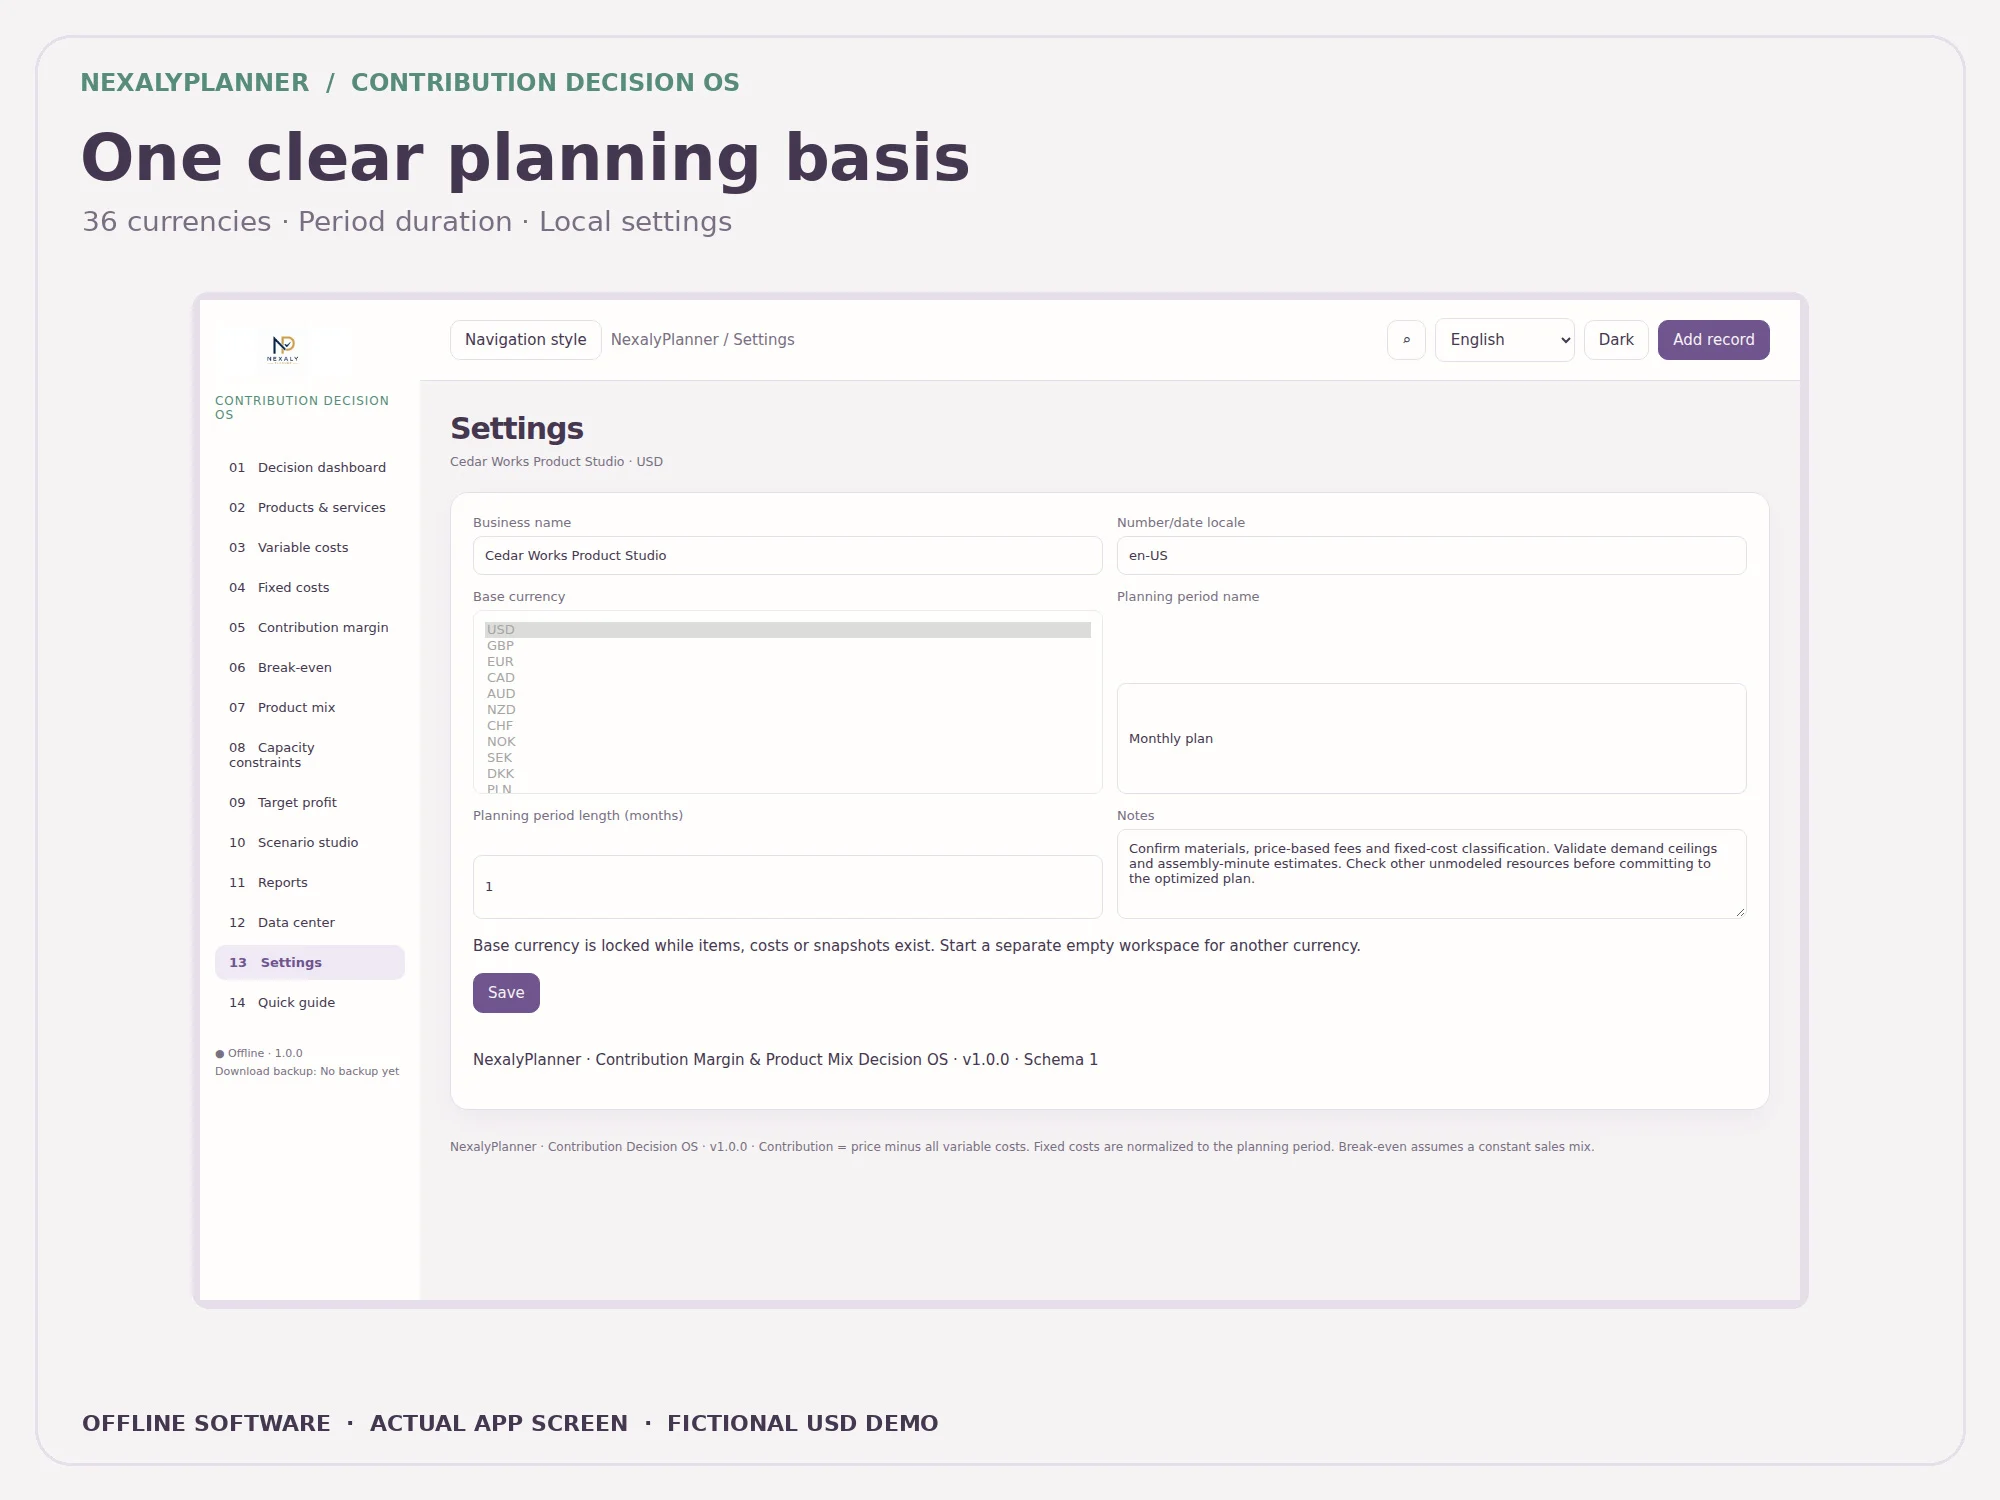 NEXALYPLANNER / CONTRIBUTION DECISION OS
One clear planning basis
36 currencies · Period duration · Local settings
NEXALY
CONTRIBUTION DECISION
OS
01 Decision dashboard
02 Products & services
03 Variable costs
04 Fixed costs
05 Contribution margin
06 Break-even
07 Product mix
08 Capacity
constraints
09 Target profit
10 Scenario studio
11 Reports
12 Data center
13 Settings
14 Quick guide
● Offline · 1.0.0
Download backup: No backup yet
Navigation style NexalyPlanner / Settings
English
Dark
Add record
Settings
Cedar Works Product Studio · USD
Business name
Cedar Works Product Studio
Number/date locale
en-US
Base currency
USD
GBP
EUR
CAD
AUD
NZD
CHF
NOK
SEK
DKK
PLN
Planning period name
Monthly plan
Planning period length (months)
1
Notes
Confirm materials, price-based fees and fixed-cost classification. Validate demand ceilings
and assembly-minute estimates. Check other unmodeled resources before committing to
the optimized plan.
Base currency is locked while items, costs or snapshots exist. Start a separate empty workspace for another currency.
Save
NexalyPlanner · Contribution Margin & Product Mix Decision OS · v1.0.0 · Schema 1
NexalyPlanner · Contribution Decision OS · v1.0.0 · Contribution = price minus all variable costs. Fixed costs are normalized to the planning period. Break-even assumes a constant sales mix.
OFFLINE SOFTWARE · ACTUAL APP SCREEN · FICTIONAL USD DEMO